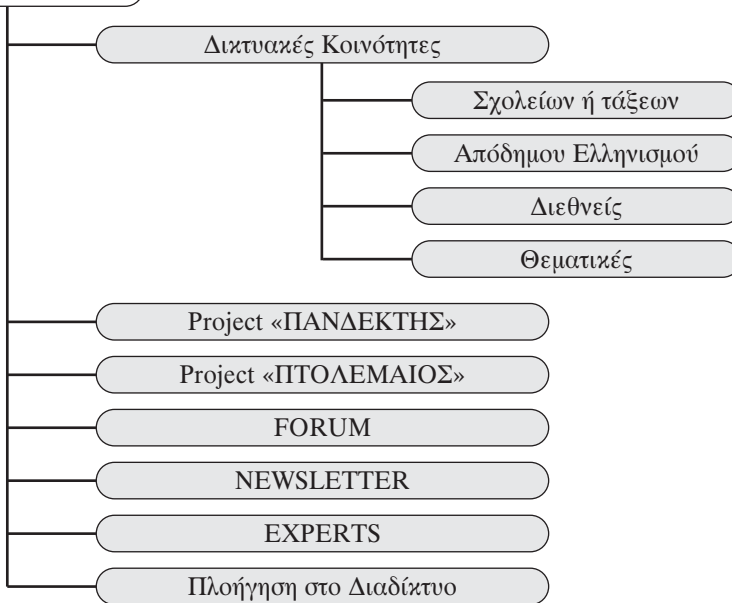 Δικτυακές Κοινότητες
Σχολείων ή τάξεων
Απόδημου Ελληνισμού
Διεθνείς
Θεματικές
Project «ΠΑΝΔΕΚΤΗΣ»
Project «ΠΤΟΛΕΜΑΙΟΣ»
FORUM
NEWSLETTER
EXPERTS
Πλοήγηση στο Διαδίκτυο